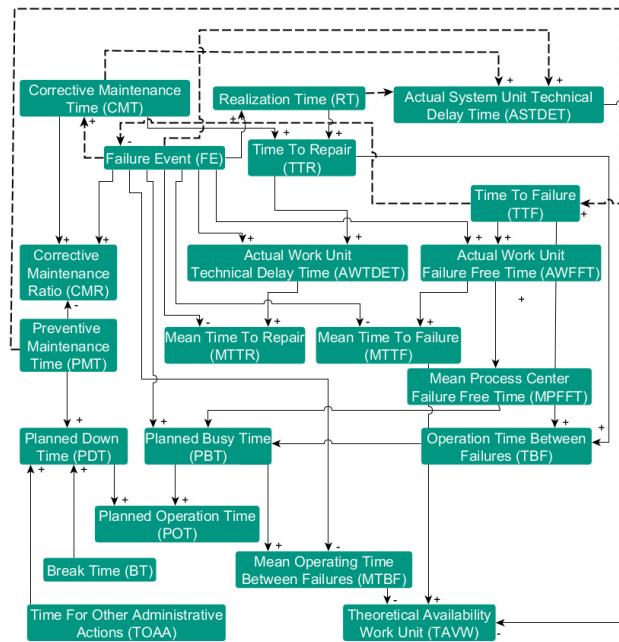 Corrective Maintenance
Time (CMT)
Realization Time (RT)
Actual System Unit Technical
Delay Time (ASTDET)
Failure Event (FE)
Time To Repair
(TTR)
Time To Failure
(TTF)
Corrective
Maintenance
Ratio (CMR)
Actual Work Unit
Technical Delay Time (AWTDET)
Actual Work Unit
Failure Free Time (AWFFT)
Preventive
Maintenance
Time (PMT)
Mean Time To Repair
(MTTR)
Mean Time To Failure
(MTTF)
Mean Process Center
Failure Free Time (MPFFT)
Planned Down
Time (PDT)
Planned Busy Time
(PBT)
Operation Time Between
Failures (TBF)
Planned Operation Time
(POT)
Break Time (BT)
Mean Operating Time
Between Failures (MTBF)
Time For Other Administrative
Actions (TOAA)
Theoretical Availability
Work Unit (TAVW)